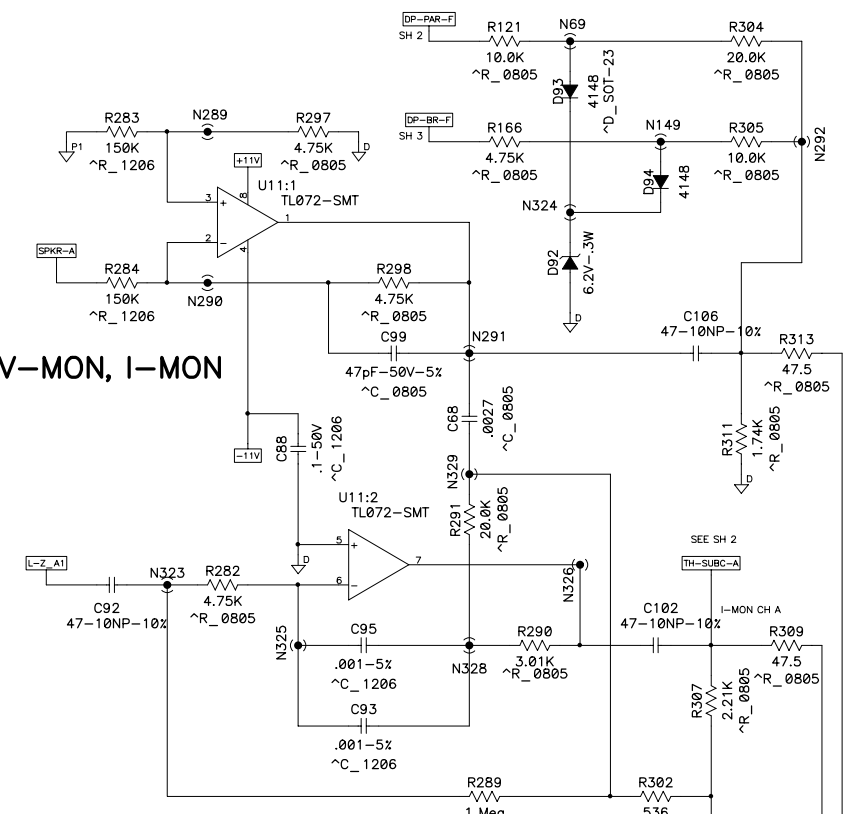 DP-PAR-F
SH 2
R121
10.0K
^R_0805
N69
D93
4148
^D_SOT-23
R304
20.0K
^R_0805
DP-BR-F
SH 3
R166
4.75K
^R_0805
N149
R305
10.0K
^R_0805
N292
D94
4148
N324
D92
6.2V-.3W
D
R283
150K
^R_1206
P1
N289
R297
4.75K
^R_0805
D
+11V
U11:1
TL072-SMT
3
+
8
1
2
-
4
SPKR-A
R284
150K
^R_1206
N290
R298
4.75K
^R_0805
C99
47pF-50V-5%
^C_0805
N291
C106
47-10NP-10%
R313
47.5
^R_0805
V-MON, I-MON
C68
.0027
^C_0805
R311
1.74K
^R_0805
D
-11V
C88
.1-50V
^C_1206
N329
R291
20.0K
^R_0805
U11:2
TL072-SMT
5
+
7
6
-
D
SEE SH 2
TH-SUBC-A
L-Z_A1
C92
47-10NP-10%
N323
R282
4.75K
^R_0805
N326
C102
47-10NP-10%
I-MON CH A
R309
47.5
^R_0805
N325
C95
.001-5%
^C_1206
N328
R290
3.01K
^R_0805
R307
2.21K
^R_0805
C93
.001-5%
^C_1206
R289
1 Meg
R302
536